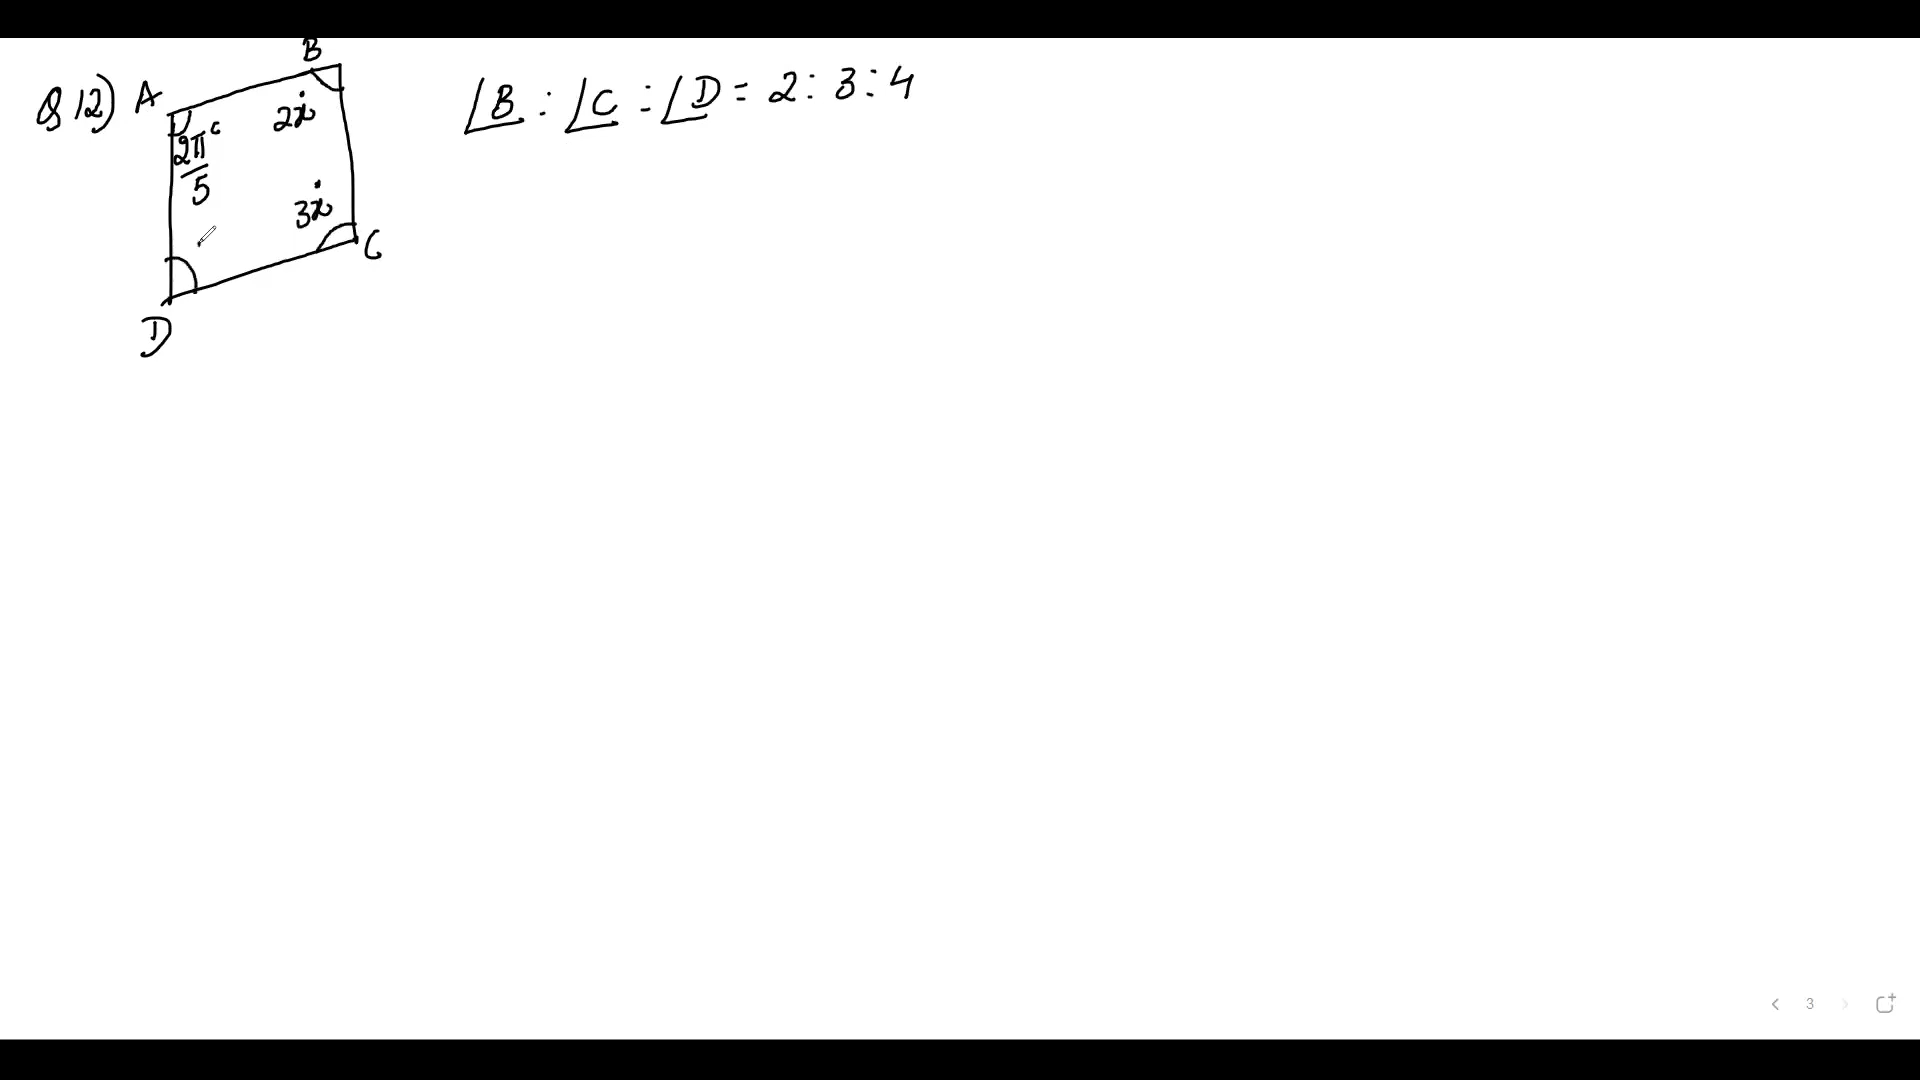 Q 12) A B ∠B : ∠C : ∠D = 2 : 3 : 4
2π/5 ᶜ 2x
3x
C
D
3